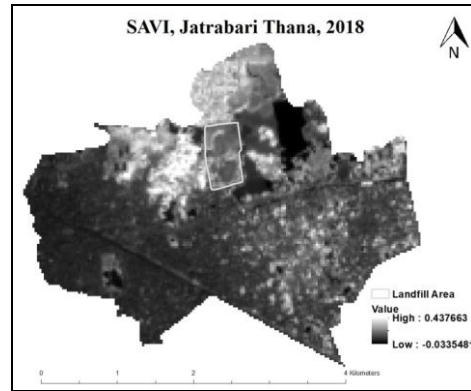 SAVI, Jatrabari Thana, 2018
N
Landfill Area
Value
High : 0.437663
Low : -0.0335481
0 1 2 4 Kilometers